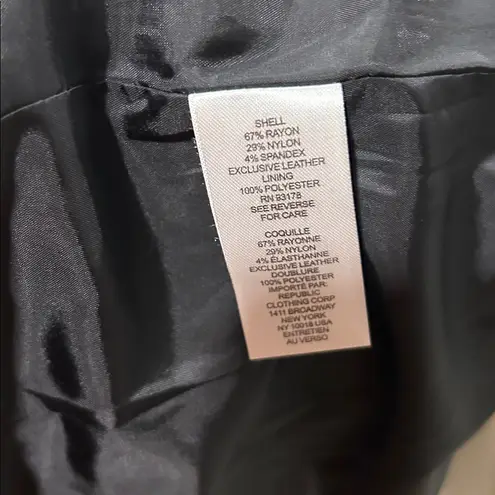 SHELL
67% RAYON
29% NYLON
4% SPANDEX
EXCLUSIVE LEATHER
LINING
100% POLYESTER
RN 93178
SEE REVERSE
FOR CARE
COQUILLE
67% RAYONNE
29% NYLON
4% ÉLASTHANNE
EXCLUSIVE LEATHER
DOUBLURE
100% POLYESTER
IMPORTÉ PAR:
REPUBLIC
CLOTHING CORP
1411 BROADWAY
NEW YORK
NY 10018 USA
ENTRETIEN
AU VERSO